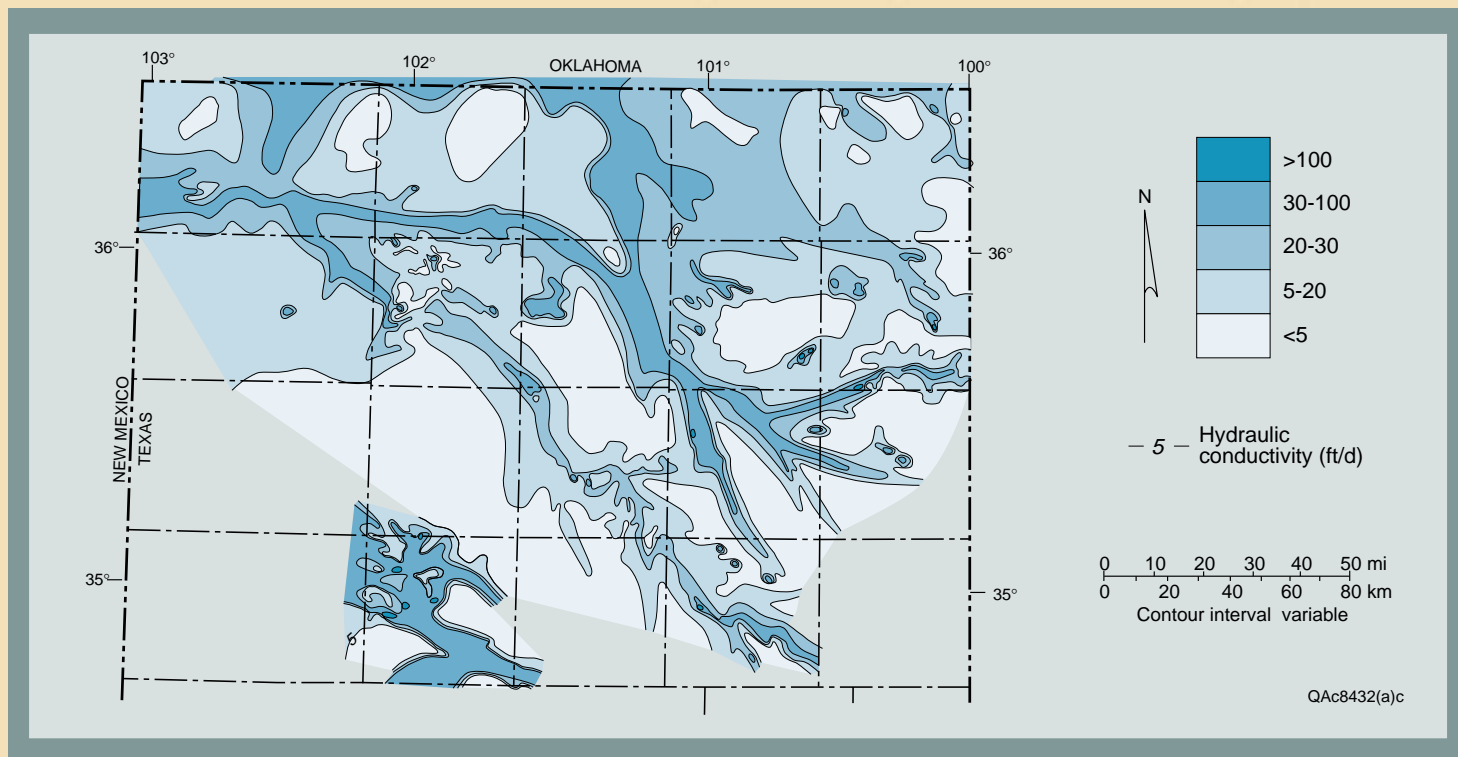 103°
102°
OKLAHOMA
101°
100°
36°
36°
35°
35°
NEW MEXICO
TEXAS
5
N
>100
30-100
20-30
5-20
<5
– 5 – Hydraulic
conductivity (ft/d)
0 10 20 30 40 50 mi
0 20 40 60 80 km
Contour interval variable
QAc8432(a)c